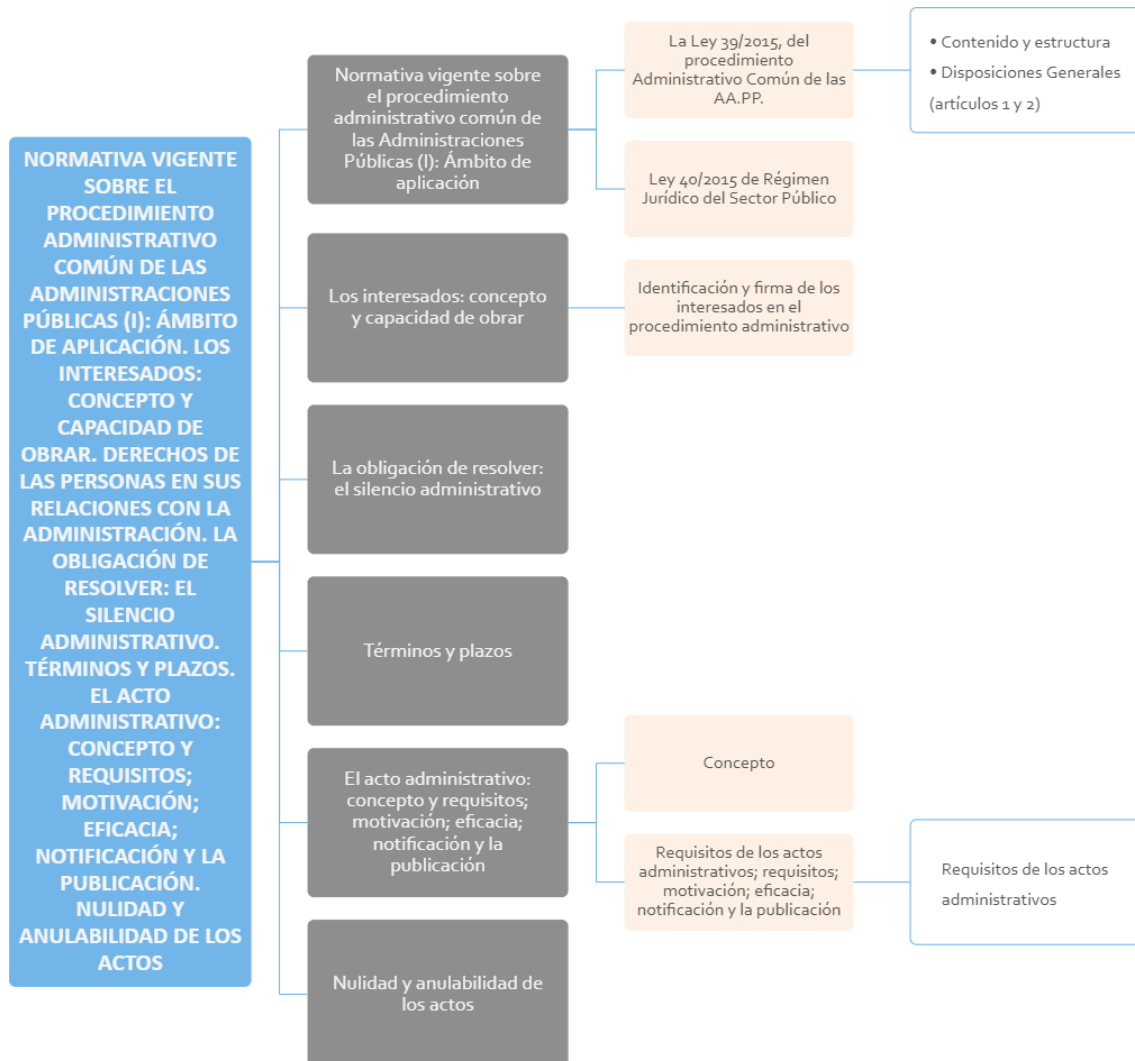 NORMATIVA VIGENTE
SOBRE EL
PROCEDIMIENTO
ADMINISTRATIVO
COMÚN DE LAS
ADMINISTRACIONES
PÚBLICAS (I): ÁMBITO
DE APLICACIÓN. LOS
INTERESADOS:
CONCEPTO Y
CAPACIDAD DE
OBRAR. DERECHOS DE
LAS PERSONAS EN SUS
RELACIONES CON LA
ADMINISTRACIÓN. LA
OBLIGACIÓN DE
RESOLVER: EL
SILENCIO
ADMINISTRATIVO.
TÉRMINOS Y PLAZOS.
EL ACTO
ADMINISTRATIVO:
CONCEPTO Y
REQUISITOS;
MOTIVACIÓN;
EFICACIA;
NOTIFICACIÓN Y LA
PUBLICACIÓN.
NULIDAD Y
ANULABILIDAD DE LOS
ACTOS
Normativa vigente sobre
el procedimiento
administrativo común de
las Administraciones
Públicas (I): Ámbito de
aplicación
La Ley 39/2015, del
procedimiento
Administrativo Común de las
AA.PP.
• Contenido y estructura
• Disposiciones Generales
(artículos 1 y 2)
Ley 40/2015 de Régimen
Jurídico del Sector Público
Los interesados: concepto
y capacidad de obrar
Identificación y firma de los
interesados en el
procedimiento administrativo
La obligación de resolver:
el silencio administrativo
Términos y plazos
El acto administrativo:
concepto y requisitos;
motivación; eficacia;
notificación y la
publicación
Concepto
Requisitos de los actos
administrativos; requisitos;
motivación; eficacia;
notificación y la publicación
Requisitos de los actos
administrativos
Nulidad y anulabilidad de
los actos